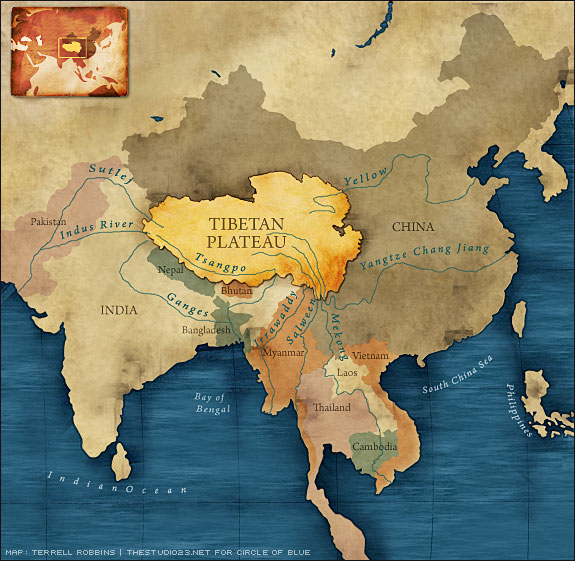 Yellow
Sutlej
Pakistan
Indus River
TIBETAN
PLATEAU
CHINA
Yangtze Chang Jiang
Tsangpo
Nepal
Bhutan
INDIA
Ganges
Bangladesh
Irrawaddy
Salween
Mekong
Myanmar
Vietnam
Laos
South China Sea
Philippines
Bay of
Bengal
Thailand
Cambodia
Indian Ocean
MAP: TERRELL ROBBINS | THESTUDIO23.NET FOR CIRCLE OF BLUE